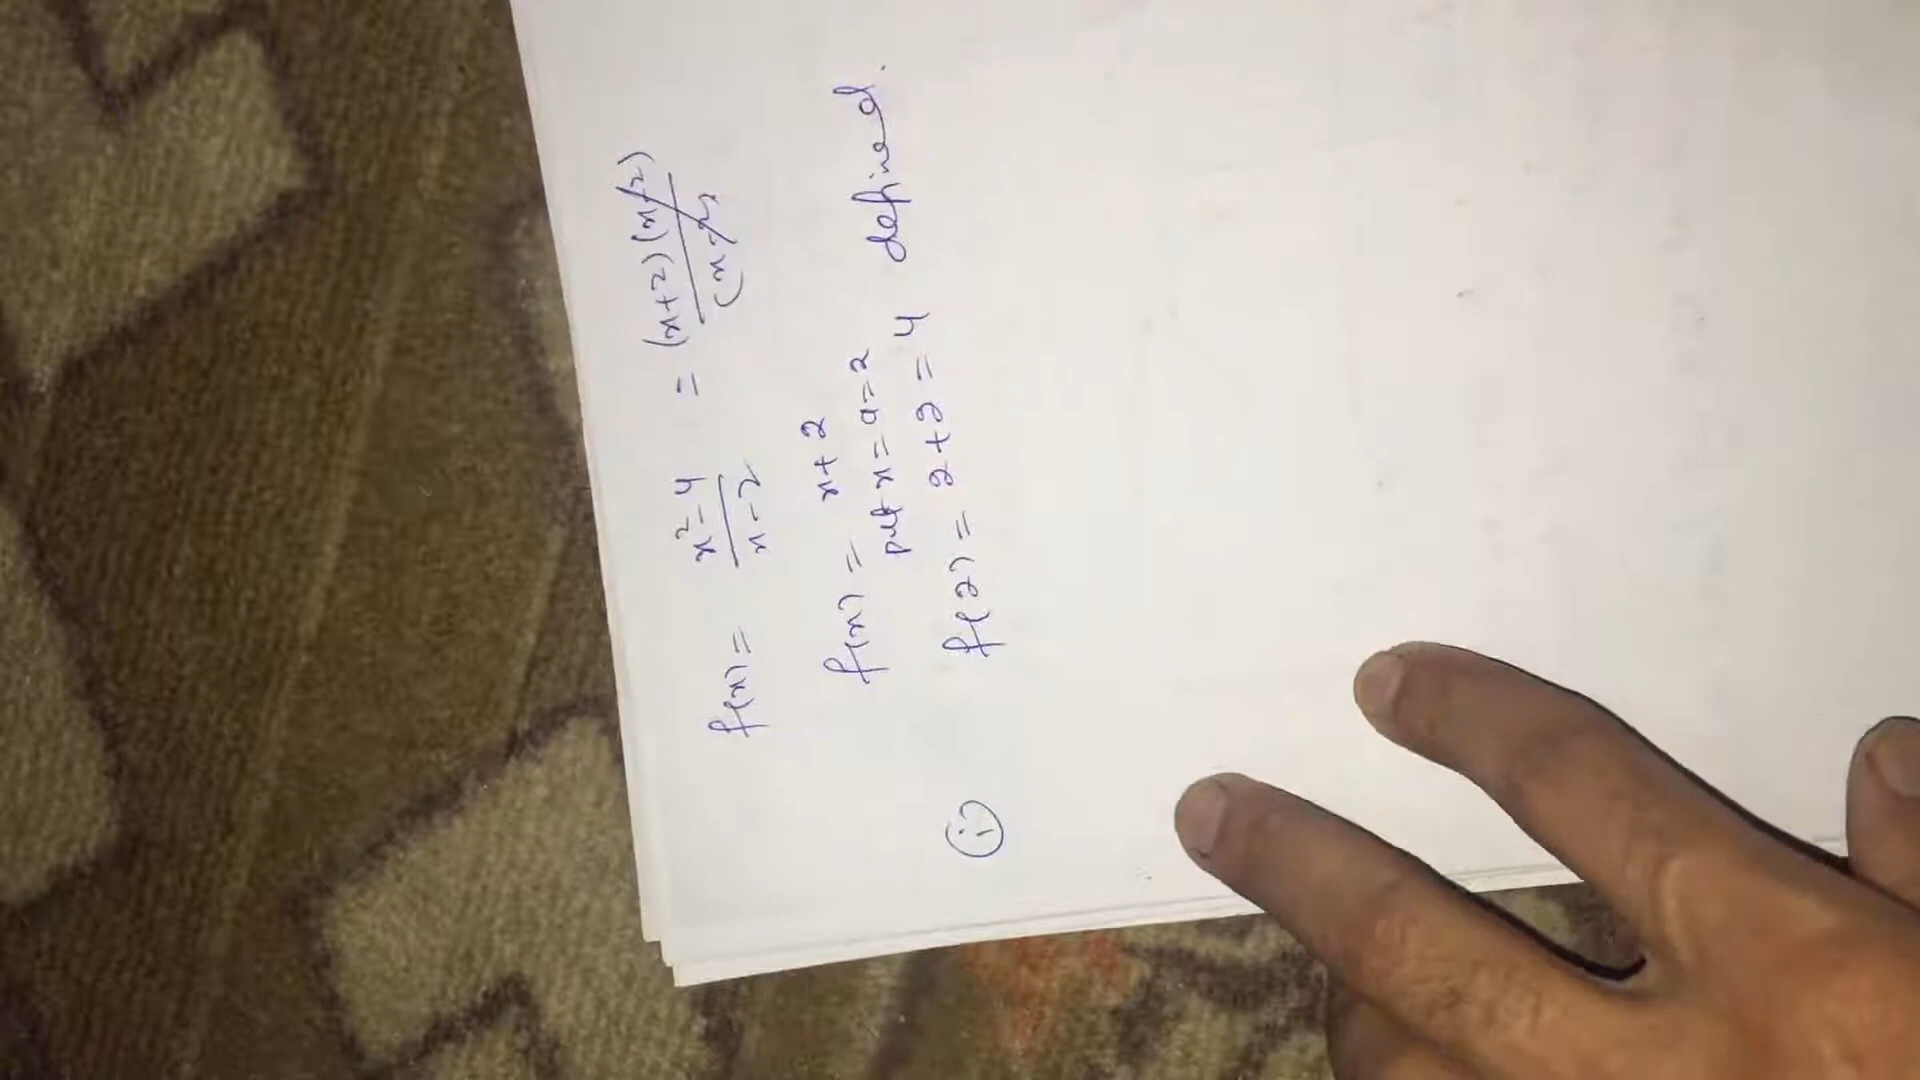 f(x) = x²-4 / x-2 = (x+2)(x-2) / (x-2)
f(x) = x+2
put x = a = 2
(i) f(2) = 2+2 = 4 defined.